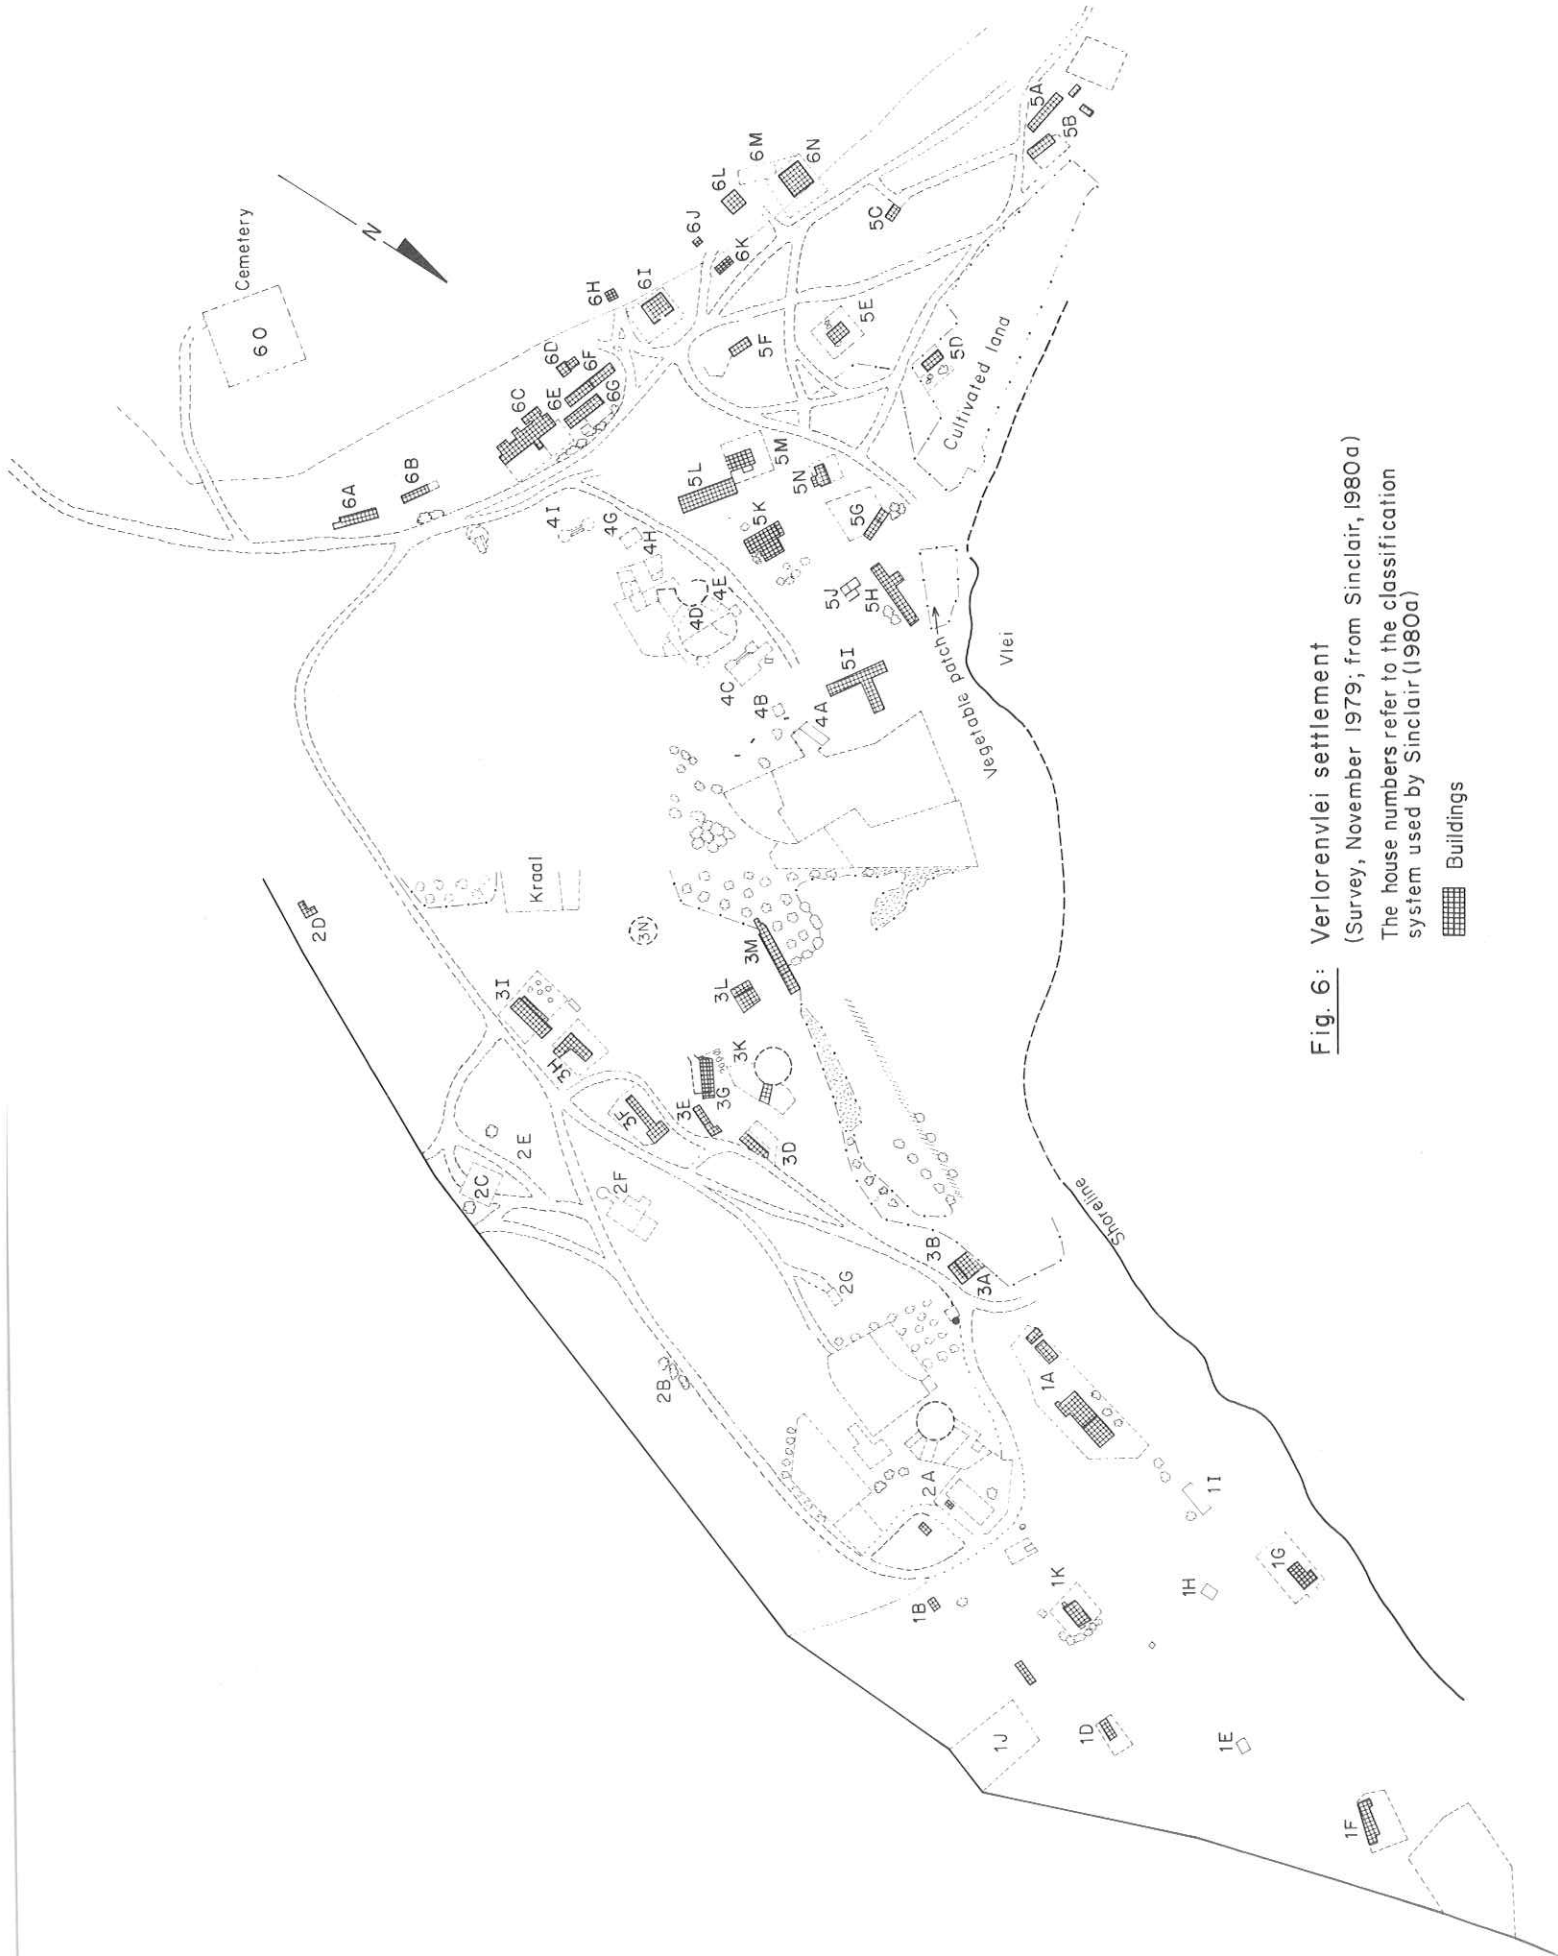 Fig. 6: Verlorenvlei settlement
(Survey, November 1979; from Sinclair, 1980a)
The house numbers refer to the classification
system used by Sinclair (1980a)
Buildings
Cemetery
6O
N
6A
6B
6C
6D
6E
6F
6G
6H
6I
6J
6K
6L
6M
6N
5A
5B
5C
5D
5E
5F
5G
5H
5I
5J
5K
5L
5M
5N
Cultivated land
Vegetable patch
Vlei
4A
4B
4C
4D
4E
4G
4H
4I
Kraal
3A
3B
3D
3E
3F
3G
3H
3I
3K
3L
3M
3N
2A
2B
2C
2D
2E
2F
2G
Shoreline
1A
1B
1D
1E
1F
1G
1H
1I
1J
1K